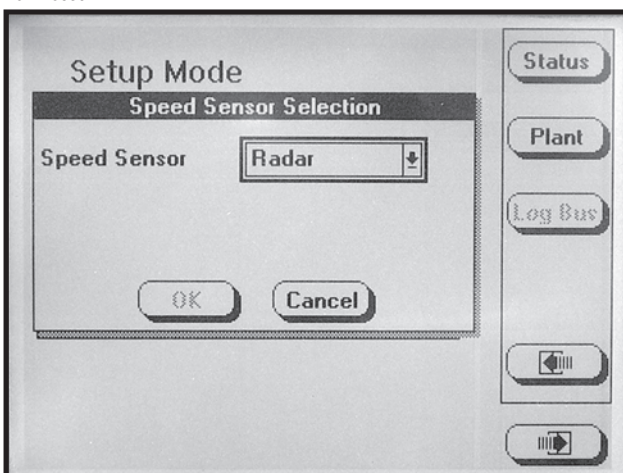 Setup Mode
Speed Sensor Selection
Speed Sensor
Radar
OK
Cancel
Status
Plant
Log Bus